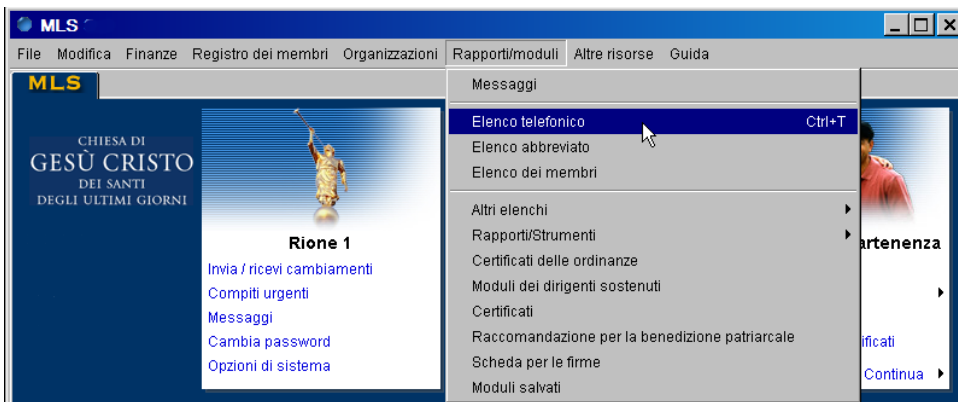 MLS
File Modifica Finanze Registro dei membri Organizzazioni Rapporti/moduli Altre risorse Guida
MLS
CHIESA DI
GESÙ CRISTO
DEI SANTI
DEGLI ULTIMI GIORNI
Rione 1
Invia / ricevi cambiamenti
Compiti urgenti
Messaggi
Cambia password
Opzioni di sistema
Messaggi
Elenco telefonico Ctrl+T
Elenco abbreviato
Elenco dei membri
Altri elenchi
Rapporti/Strumenti
Certificati delle ordinanze
Moduli dei dirigenti sostenuti
Certificati
Raccomandazione per la benedizione patriarcale
Scheda per le firme
Moduli salvati
artenenza
ificati
Continua